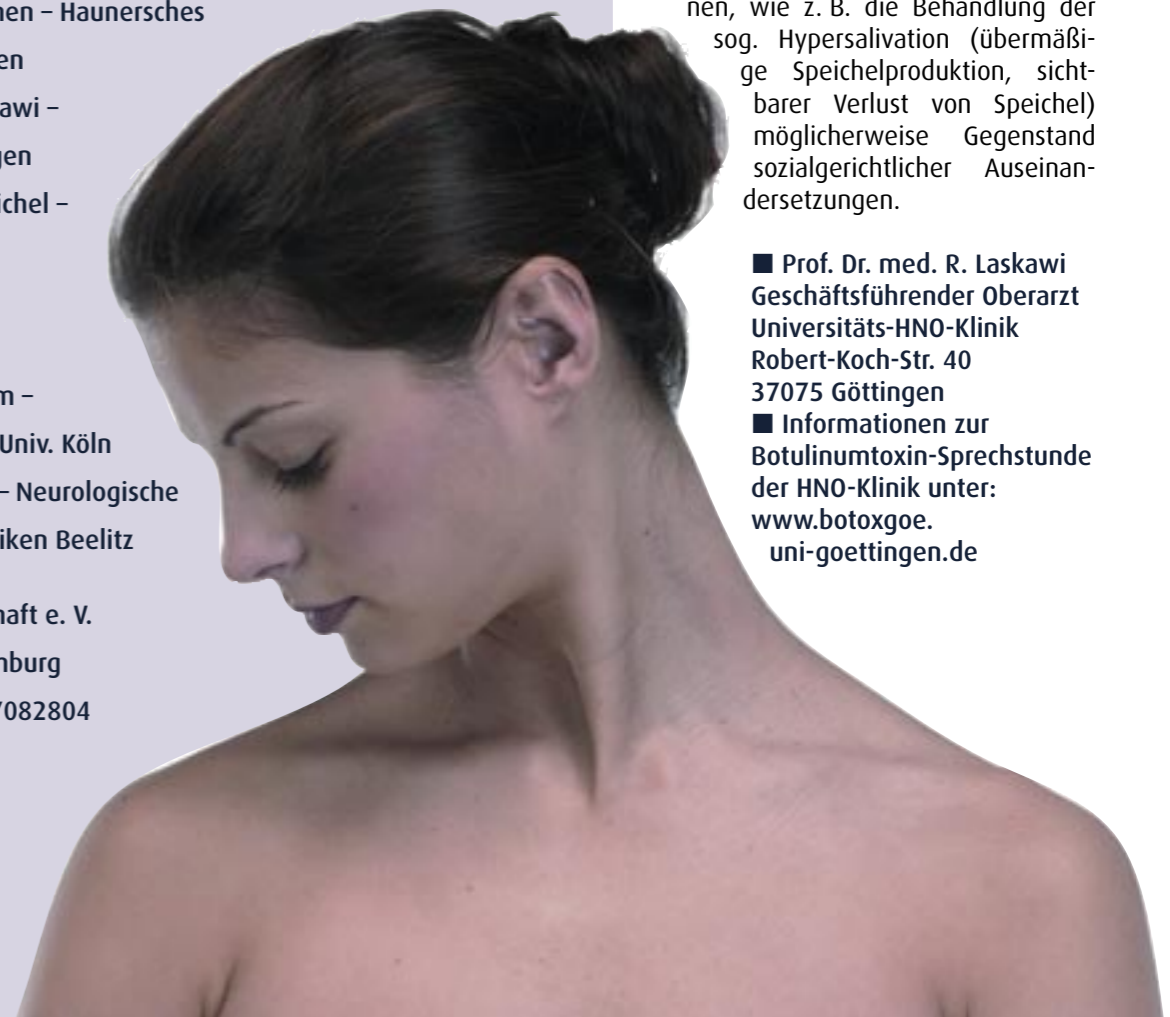 nen – Haunersches
en
awi –
gen
ichel –
m –
Univ. Köln
– Neurologische
iken Beelitz
haft e. V.
nburg
7082804
nen, wie z. B. die Behandlung der
sog. Hypersalivation (übermäßi-
ge Speichelproduktion, sicht-
barer Verlust von Speichel)
möglicherweise Gegenstand
sozialgerichtlicher Auseinan-
dersetzungen.
■ Prof. Dr. med. R. Laskawi
Geschäftsführender Oberarzt
Universitäts-HNO-Klinik
Robert-Koch-Str. 40
37075 Göttingen
■ Informationen zur
Botulinumtoxin-Sprechstunde
der HNO-Klinik unter:
www.botoxgoe.
uni-goettingen.de